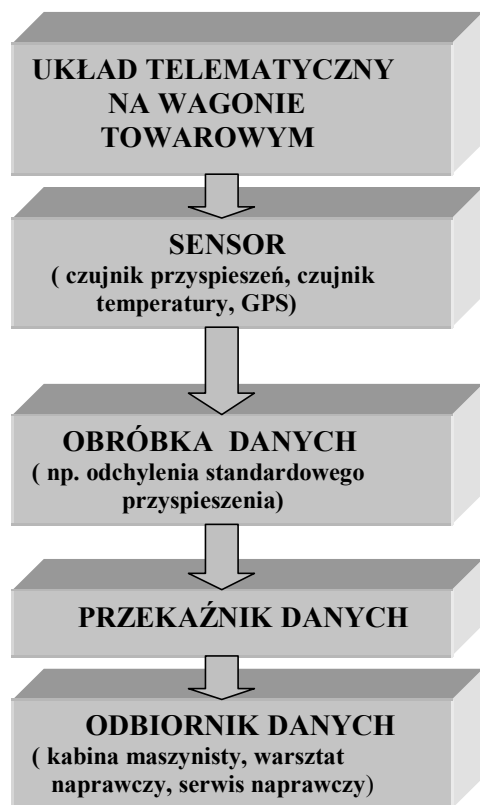 UKŁAD TELEMATYCZNY
NA WAGONIE
TOWAROWYM
SENSOR
( czujnik przyspieszeń, czujnik
temperatury, GPS)
OBRÓBKA DANYCH
( np. odchylenia standardowego
przyspieszenia)
PRZEKAŹNIK DANYCH
ODBIORNIK DANYCH
( kabina maszynisty, warsztat
naprawczy, serwis naprawczy)